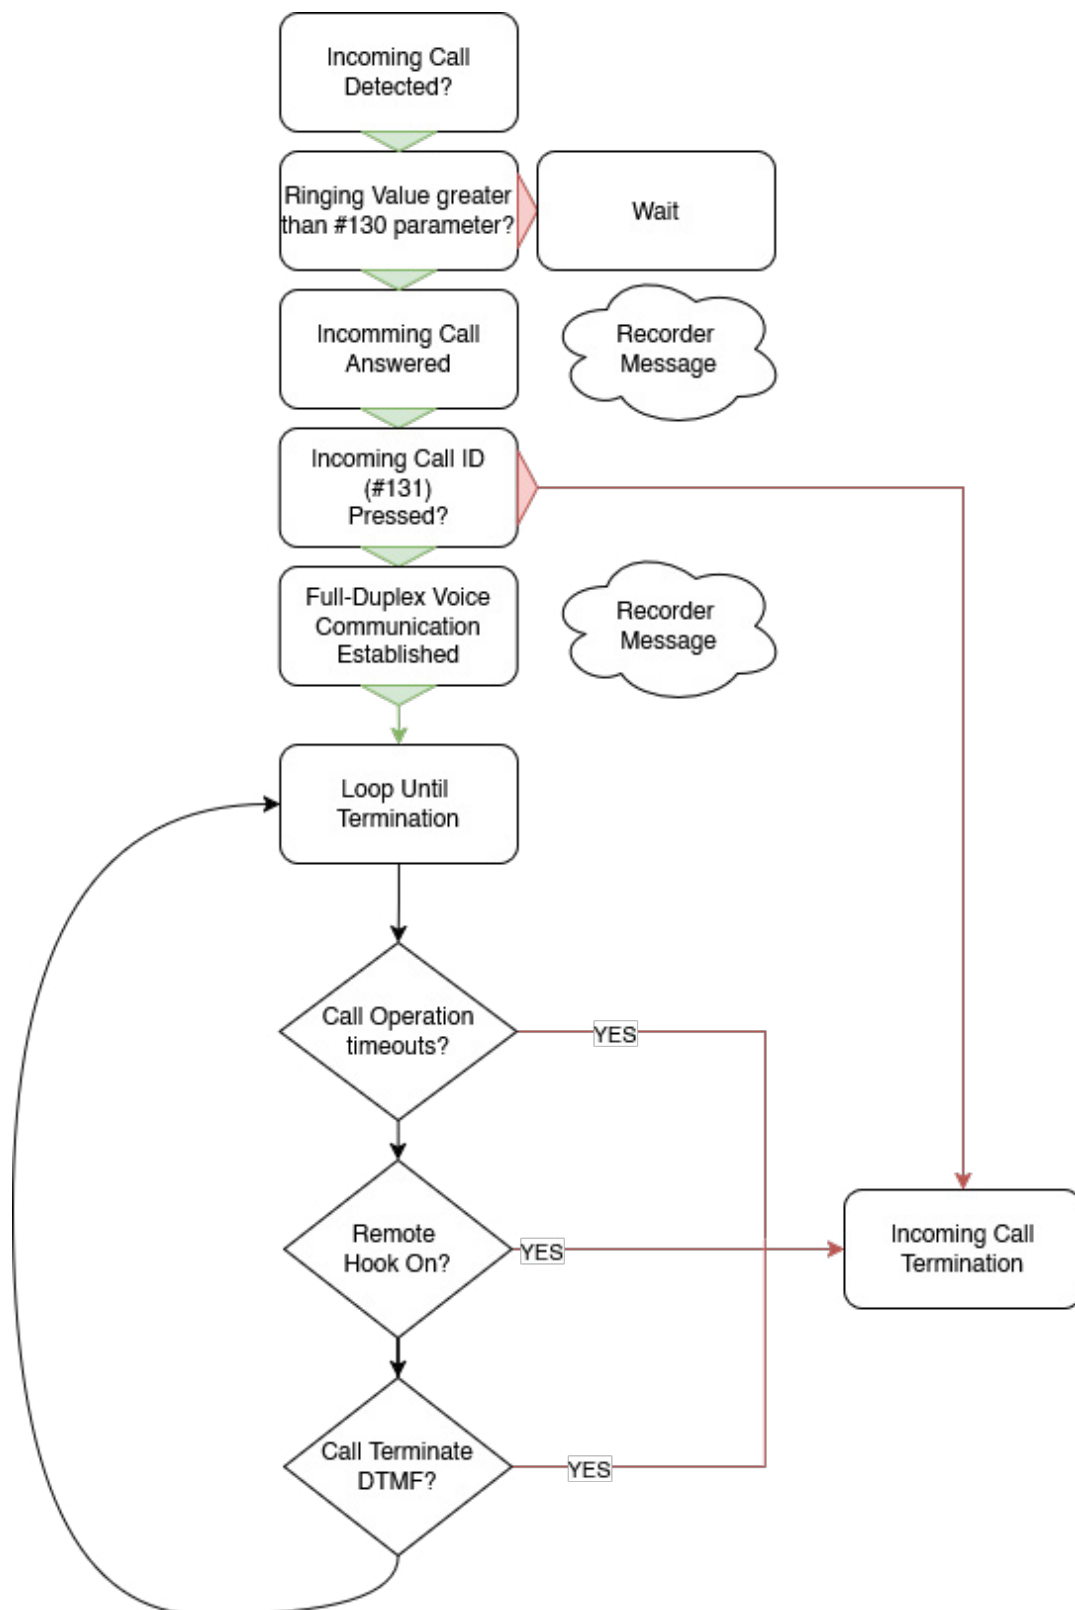 Incoming Call
Detected?
Ringing Value greater
than #130 parameter?
Wait
Incomming Call
Answered
Recorder
Message
Incoming Call ID
(#131)
Pressed?
Full-Duplex Voice
Communication
Established
Recorder
Message
Loop Until
Termination
Call Operation
timeouts?
YES
Remote
Hook On?
YES
Incoming Call
Termination
Call Terminate
DTMF?
YES